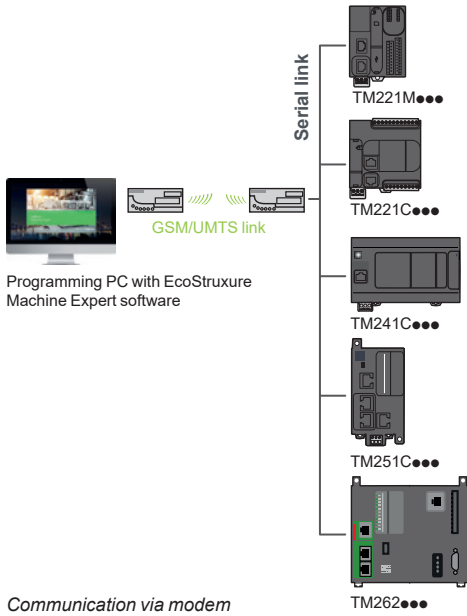 Serial link
TM221M●●●
TM221C●●●
GSM/UMTS link
Programming PC with EcoStruxure
Machine Expert software
TM241C●●●
TM251C●●●
TM262●●●
Communication via modem